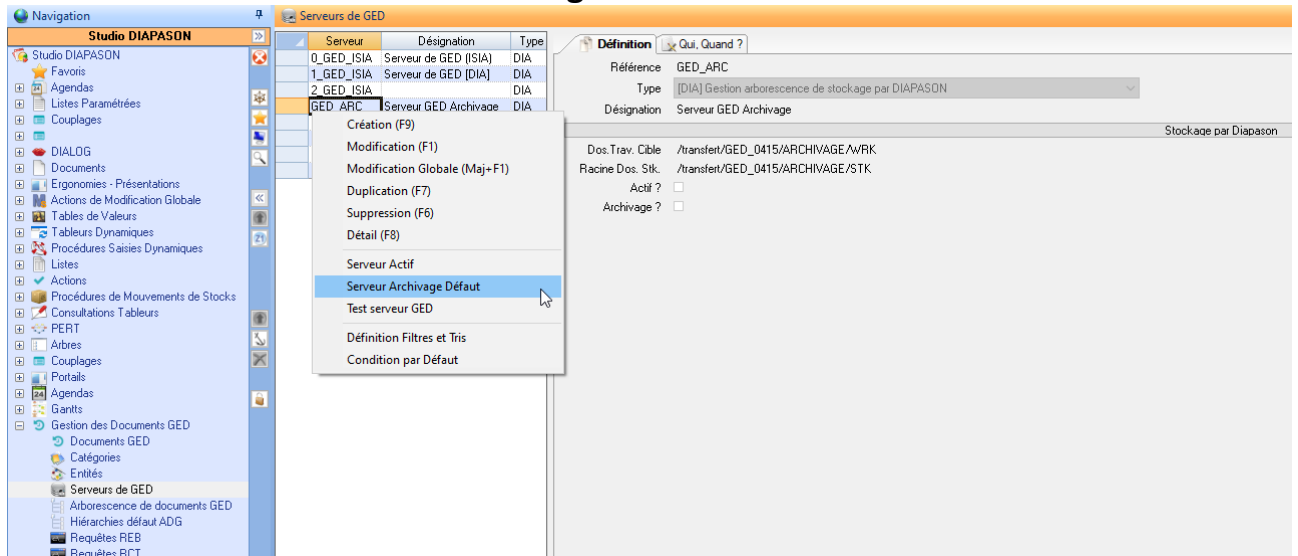 Navigation
Studio DIAPASON
Studio DIAPASON
Favoris
Agendas
Listes Paramétrées
Couplages
DIALOG
Documents
Ergonomies - Présentations
Actions de Modification Globale
Tables de Valeurs
Tableurs Dynamiques
Procédures Saisies Dynamiques
Listes
Actions
Procédures de Mouvements de Stocks
Consultations Tableurs
PERT
Arbres
Couplages
Portails
Agendas
Gantts
Gestion des Documents GED
Documents GED
Catégories
Entités
Serveurs de GED
Arborescence de documents GED
Hiérarchies défaut ADG
Requêtes REB
Requêtes RCT
Serveurs de GED
Serveur Désignation Type
0_GED_ISIA Serveur de GED (ISIA) DIA
1_GED_ISIA Serveur de GED [DIA] DIA
2_GED_ISIA DIA
GED_ARC Serveur GED Archivage DIA
Création (F9)
Modification (F1)
Modification Globale (Maj+F1)
Duplication (F7)
Suppression (F6)
Détail (F8)
Serveur Actif
Serveur Archivage Défaut
Test serveur GED
Définition Filtres et Tris
Condition par Défaut
Définition Qui, Quand ?
Référence GED_ARC
Type [DIA] Gestion arborescence de stockage par DIAPASON
Désignation Serveur GED Archivage
Stockage par Diapason
Dos.Trav. Cible /transfert/GED_0415/ARCHIVAGE/WRK
Racine Dos. Stk. /transfert/GED_0415/ARCHIVAGE/STK
Actif ?
Archivage ?